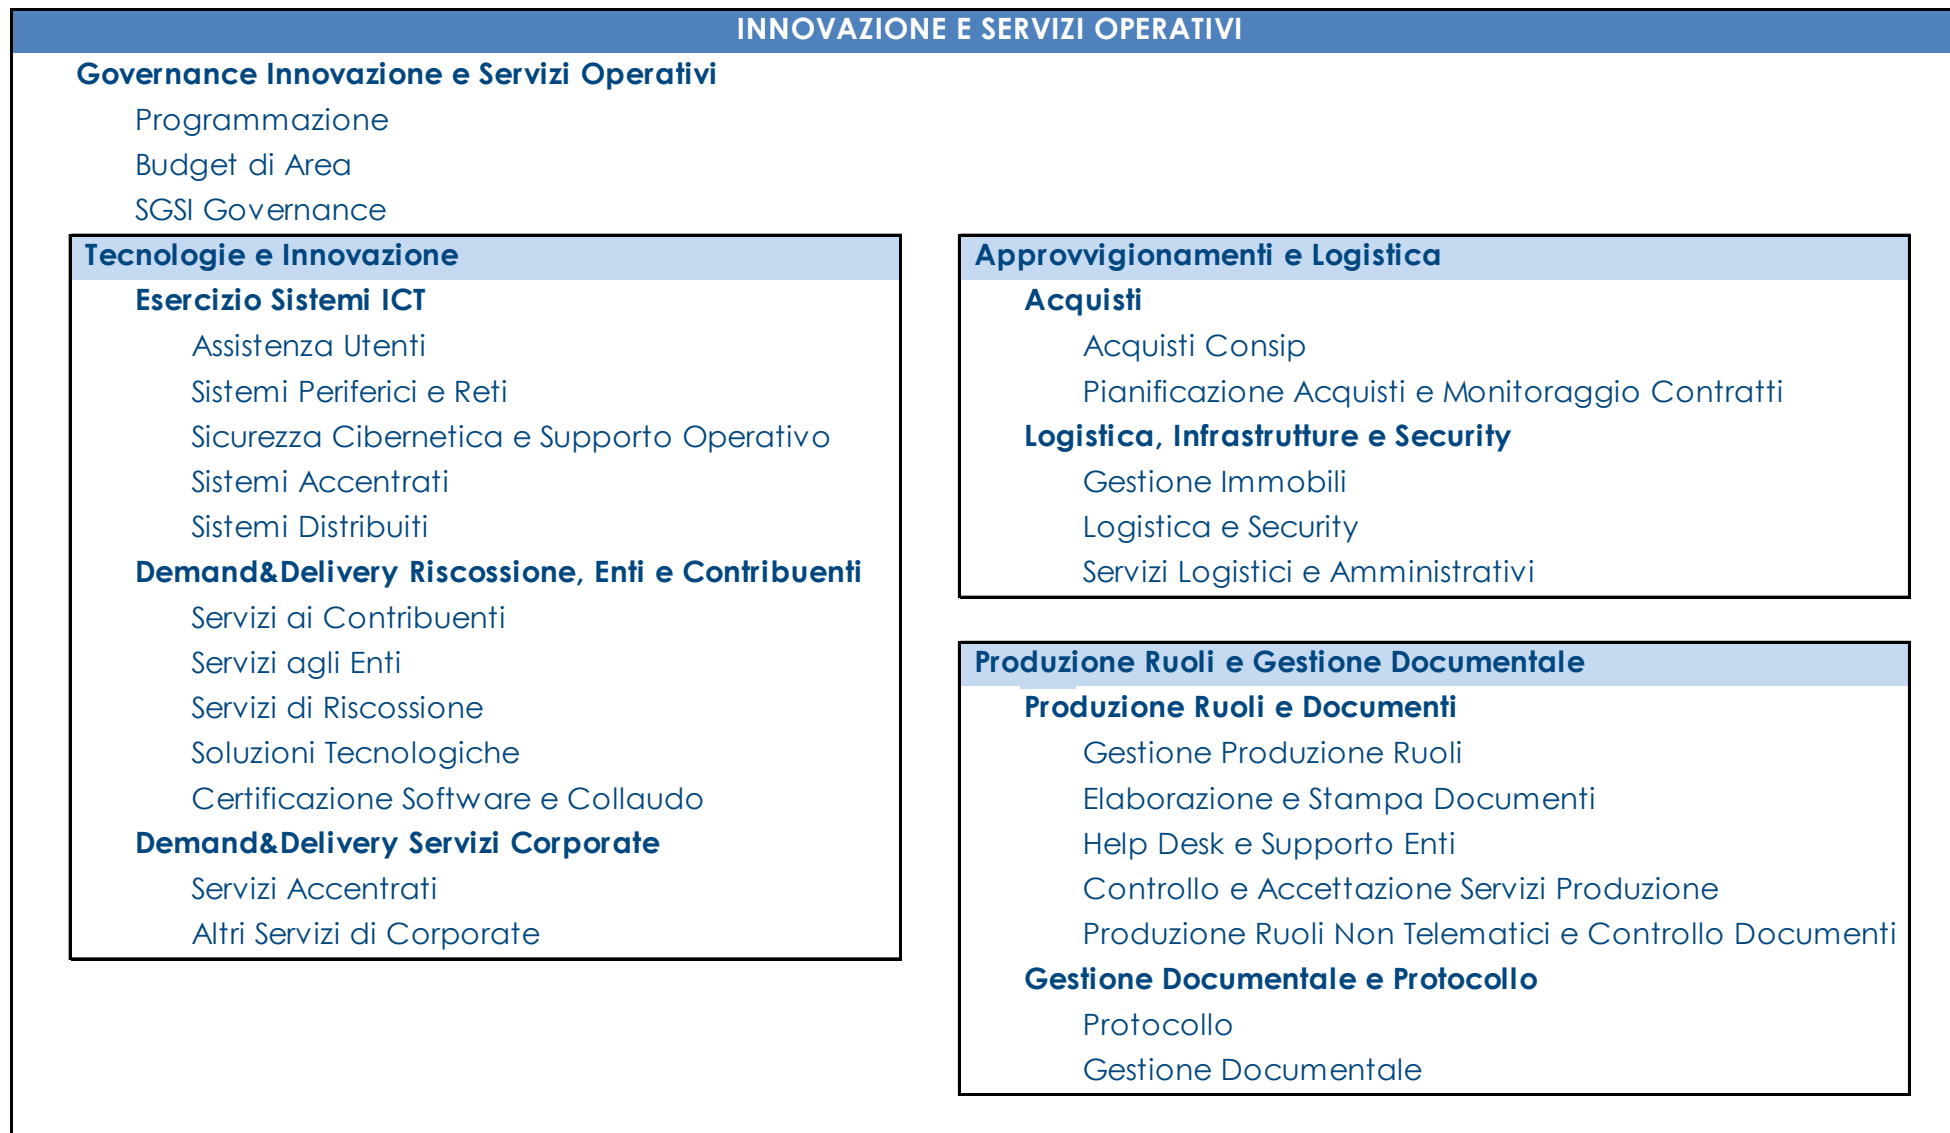 INNOVAZIONE E SERVIZI OPERATIVI
Governance Innovazione e Servizi Operativi
Programmazione
Budget di Area
SGSI Governance
Tecnologie e Innovazione
Esercizio Sistemi ICT
Assistenza Utenti
Sistemi Periferici e Reti
Sicurezza Cibernetica e Supporto Operativo
Sistemi Accentrati
Sistemi Distribuiti
Demand&Delivery Riscossione, Enti e Contribuenti
Servizi ai Contribuenti
Servizi agli Enti
Servizi di Riscossione
Soluzioni Tecnologiche
Certificazione Software e Collaudo
Demand&Delivery Servizi Corporate
Servizi Accentrati
Altri Servizi di Corporate
Approvvigionamenti e Logistica
Acquisti
Acquisti Consip
Pianificazione Acquisti e Monitoraggio Contratti
Logistica, Infrastrutture e Security
Gestione Immobili
Logistica e Security
Servizi Logistici e Amministrativi
Produzione Ruoli e Gestione Documentale
Produzione Ruoli e Documenti
Gestione Produzione Ruoli
Elaborazione e Stampa Documenti
Help Desk e Supporto Enti
Controllo e Accettazione Servizi Produzione
Produzione Ruoli Non Telematici e Controllo Documenti
Gestione Documentale e Protocollo
Protocollo
Gestione Documentale